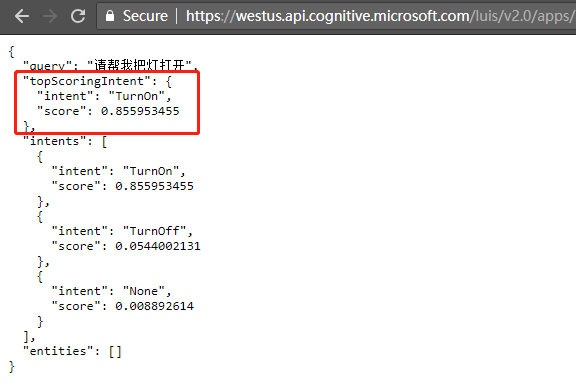 Secure | https://westus.api.cognitive.microsoft.com/luis/v2.0/apps/
{
"query": "请帮我把灯打开",
"topScoringIntent": {
"intent": "TurnOn",
"score": 0.855953455
},
"intents": [
{
"intent": "TurnOn",
"score": 0.855953455
},
{
"intent": "TurnOff",
"score": 0.0544002131
},
{
"intent": "None",
"score": 0.008892614
}
],
"entities": []
}